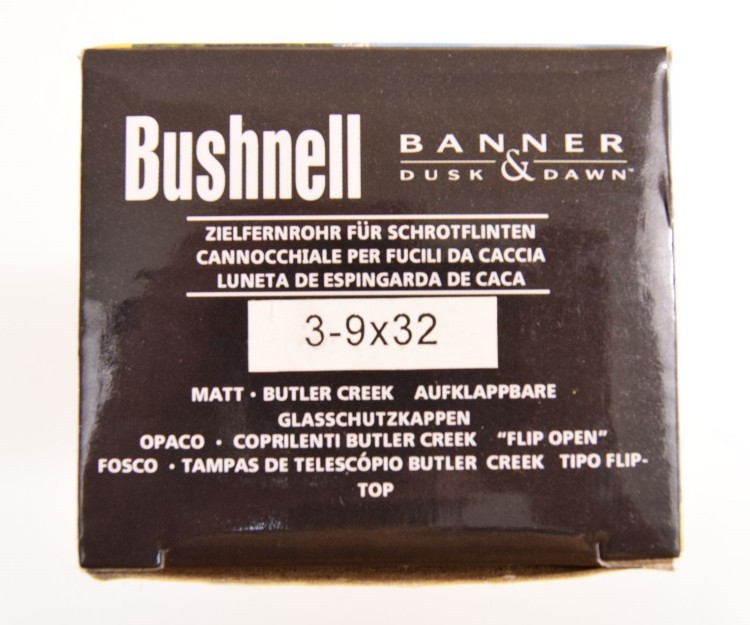 Bushnell
BANNER
DUSK & DAWN™
ZIELFERNROHR FÜR SCHROTFLINTEN
CANNOCCHIALE PER FUCILI DA CACCIA
LUNETA DE ESPINGARDA DE CACA
3-9x32
MATT • BUTLER CREEK AUFKLAPPBARE
GLASSCHUTZKAPPEN
OPACO • COPRILENTI BUTLER CREEK "FLIP OPEN"
FOSCO • TAMPAS DE TELESCÓPIO BUTLER CREEK TIPO FLIP-
TOP